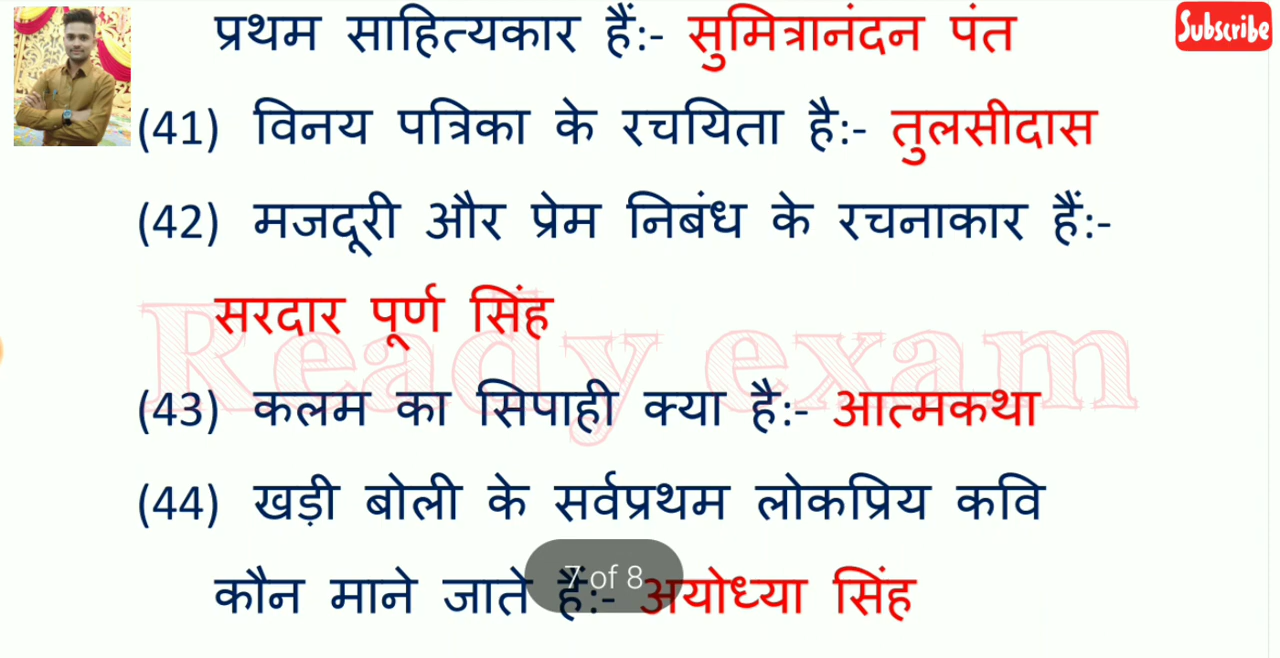 प्रथम साहित्यकार हैं:- सुमित्रानंदन पंत
Subscribe
(41) विनय पत्रिका के रचयिता है:- तुलसीदास
(42) मजदूरी और प्रेम निबंध के रचनाकार हैं:-
सरदार पूर्ण सिंह
Ready exam
(43) कलम का सिपाही क्या है:- आत्मकथा
(44) खड़ी बोली के सर्वप्रथम लोकप्रिय कवि
कौन माने जाते हैं:- अयोध्या सिंह
7 of 8